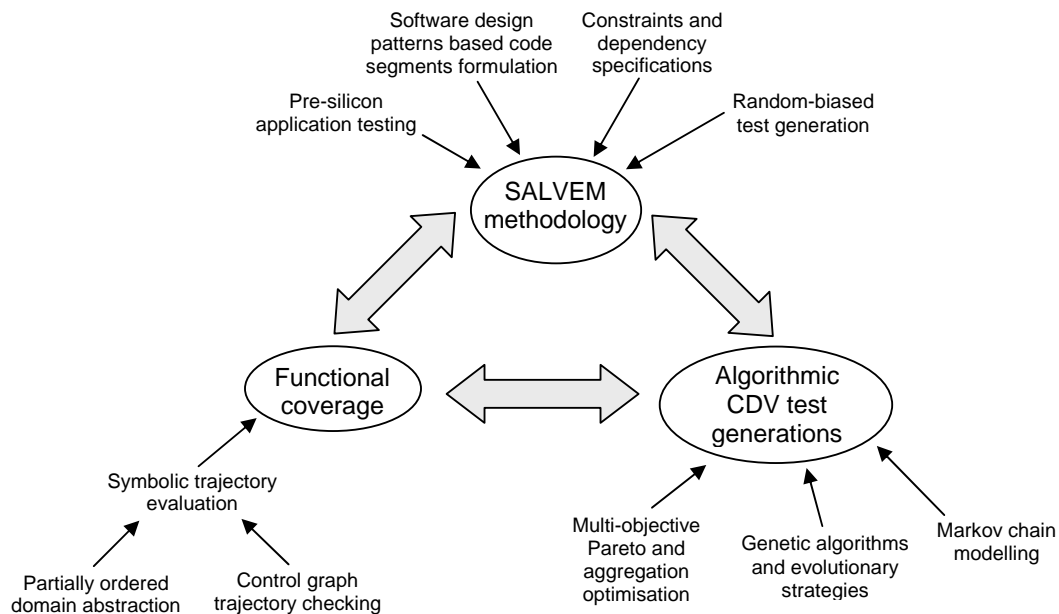 Software design
patterns based code
segments formulation
Constraints and
dependency
specifications
Pre-silicon
application testing
Random-biased
test generation
SALVEM
methodology
Functional
coverage
Algorithmic
CDV test
generations
Symbolic trajectory
evaluation
Partially ordered
domain abstraction
Control graph
trajectory checking
Multi-objective
Pareto and
aggregation
optimisation
Genetic algorithms
and evolutionary
strategies
Markov chain
modelling